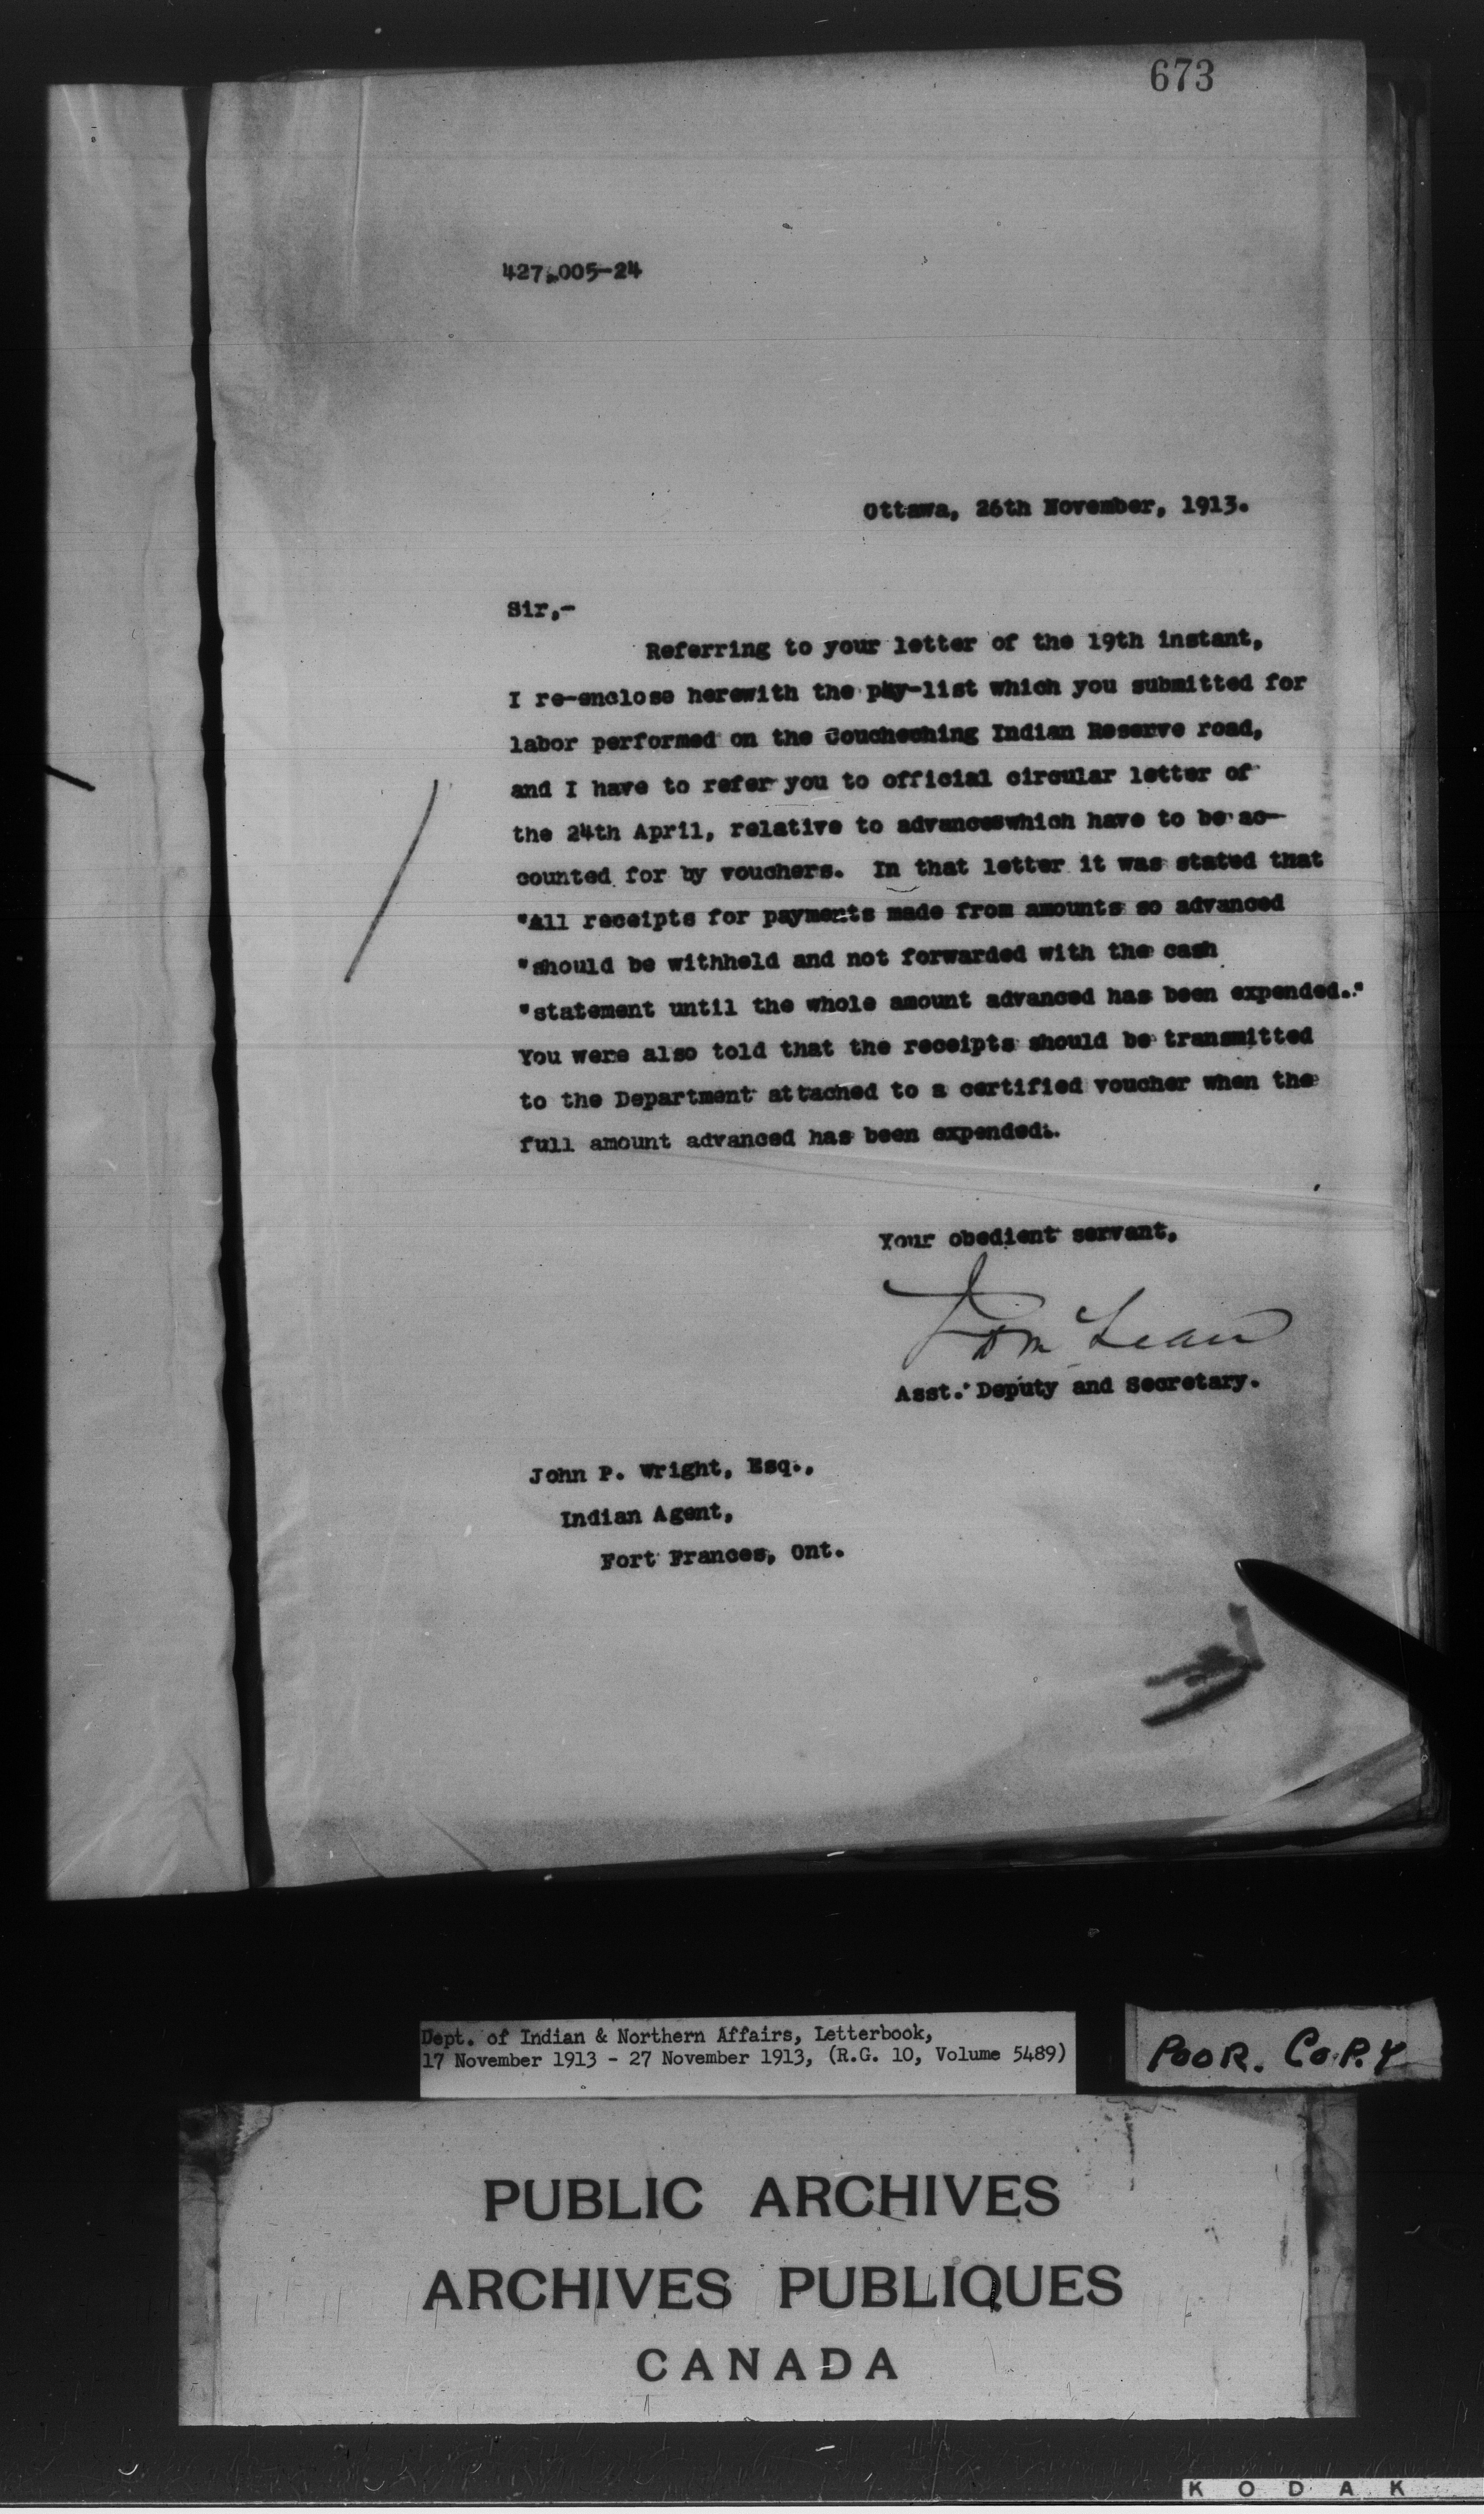 673
427,005-24
Ottawa, 26th November, 1913.
Sir,-
Referring to your letter of the 19th instant,
I re-enclose herewith the pay-list which you submitted for
labor performed on the Coucheching Indian Reserve road,
and I have to refer you to official circular letter of
the 24th April, relative to advanceswhich have to be ac-
counted for by vouchers. In that letter it was stated that
"All receipts for payments made from amounts so advanced
"should be withheld and not forwarded with the cash
"statement until the whole amount advanced has been expended."
You were also told that the receipts should be transmitted
to the Department attached to a certified voucher when the
full amount advanced has been expended.
Your obedient servant,
Lean
Asst. Deputy and Secretary.
John P. Wright, Esq.,
Indian Agent,
Fort Frances, Ont.
Dept. of Indian & Northern Affairs, Letterbook,
17 November 1913 - 27 November 1913, (R.G. 10, Volume 5489)
POOR. COPY
PUBLIC ARCHIVES
ARCHIVES PUBLIQUES
CANADA
KODAK